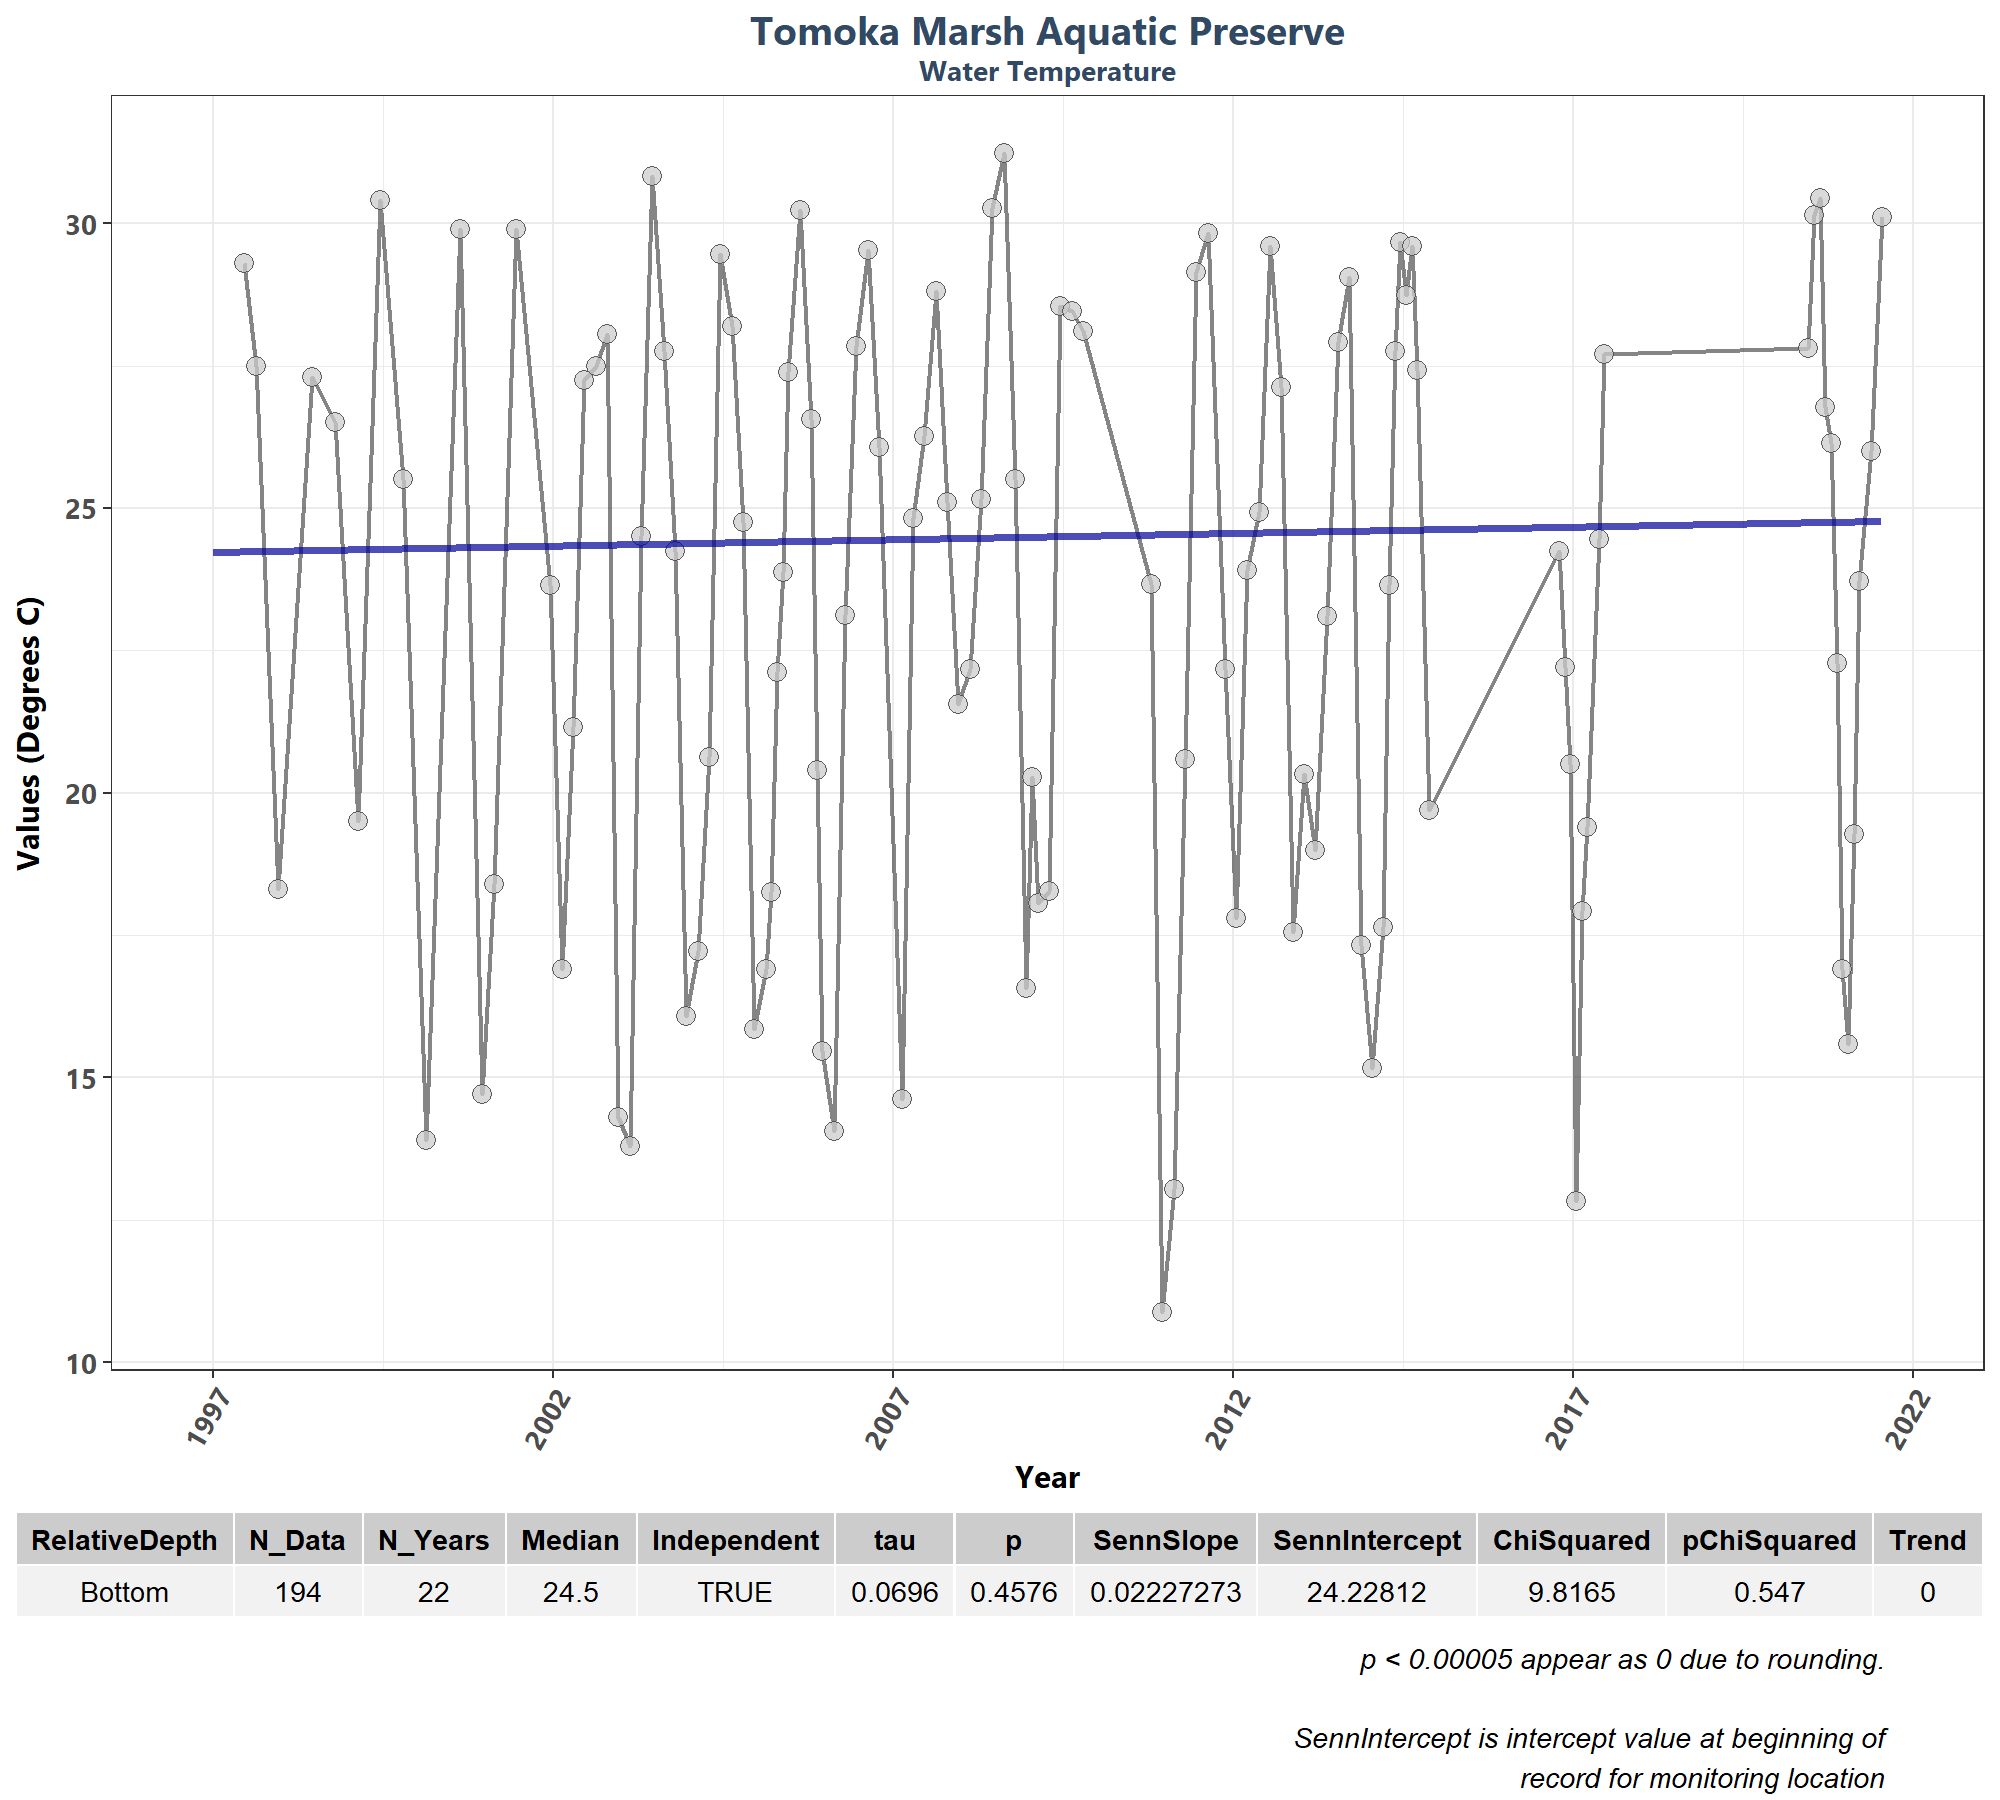 Tomoka Marsh Aquatic Preserve
Water Temperature
Values (Degrees C)
30
25
20
15
10
1997
2002
2007
2012
2017
2022
Year
RelativeDepth N_Data N_Years Median Independent tau p SennSlope SennIntercept ChiSquared pChiSquared Trend
Bottom 194 22 24.5 TRUE 0.0696 0.4576 0.02227273 24.22812 9.8165 0.547 0
p < 0.00005 appear as 0 due to rounding.
SennIntercept is intercept value at beginning of
record for monitoring location